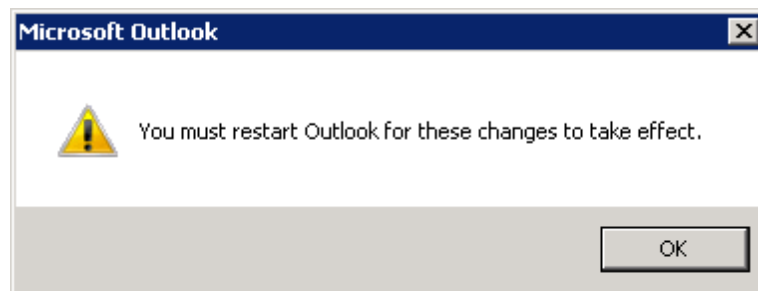 Microsoft Outlook
You must restart Outlook for these changes to take effect.
OK